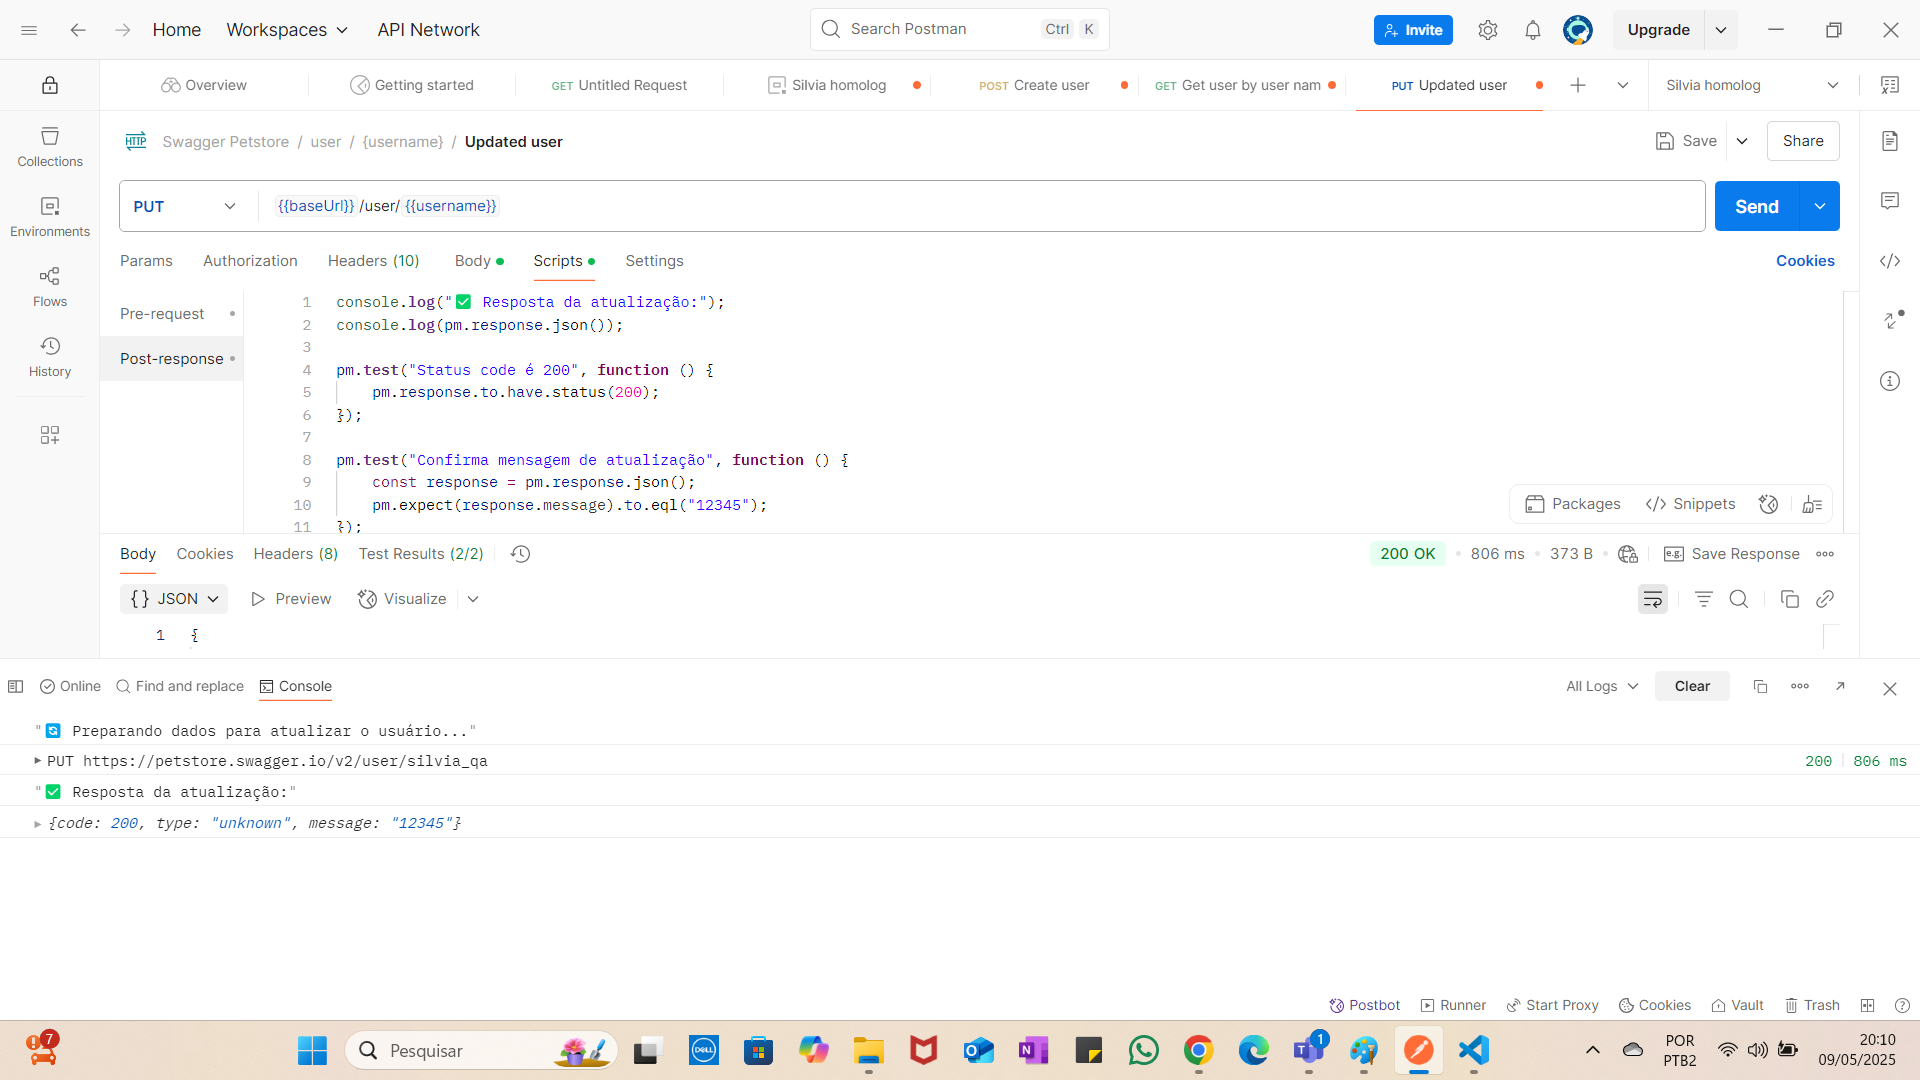 Home Workspaces API Network Search Postman Ctrl K Invite Upgrade
Overview Getting started GET Untitled Request Silvia homolog POST Create user GET Get user by user nam PUT Updated user Silvia homolog
HTTP Swagger Petstore / user / {username} / Updated user Save Share
PUT {{baseUrl}} /user/ {{username}} Send
Params Authorization Headers (10) Body Scripts Settings Cookies
Collections
Environments
Flows
History
Pre-request
Post-response
1 console.log("✅ Resposta da atualização:");
2 console.log(pm.response.json());
3
4 pm.test("Status code é 200", function () {
5 pm.response.to.have.status(200);
6 });
7
8 pm.test("Confirma mensagem de atualização", function () {
9 const response = pm.response.json();
10 pm.expect(response.message).to.eql("12345");
11 });
Packages Snippets
Body Cookies Headers (8) Test Results (2/2) 200 OK 806 ms 373 B e.g. Save Response
{} JSON Preview Visualize
1 {
Online Find and replace Console All Logs Clear
"🔄 Preparando dados para atualizar o usuário..."
PUT https://petstore.swagger.io/v2/user/silvia_qa 200 806 ms
"✅ Resposta da atualização:"
{code: 200, type: "unknown", message: "12345"}
Postbot Runner Start Proxy Cookies Vault Trash
7 Pesquisar DELL 1 POR 20:10
PTB2 09/05/2025